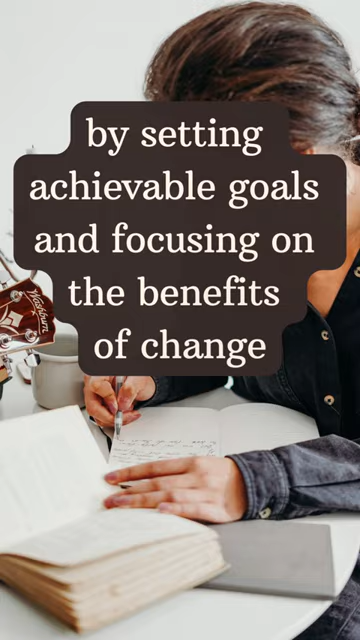 by setting
achievable goals
and focusing on
the benefits
of change
Washburn